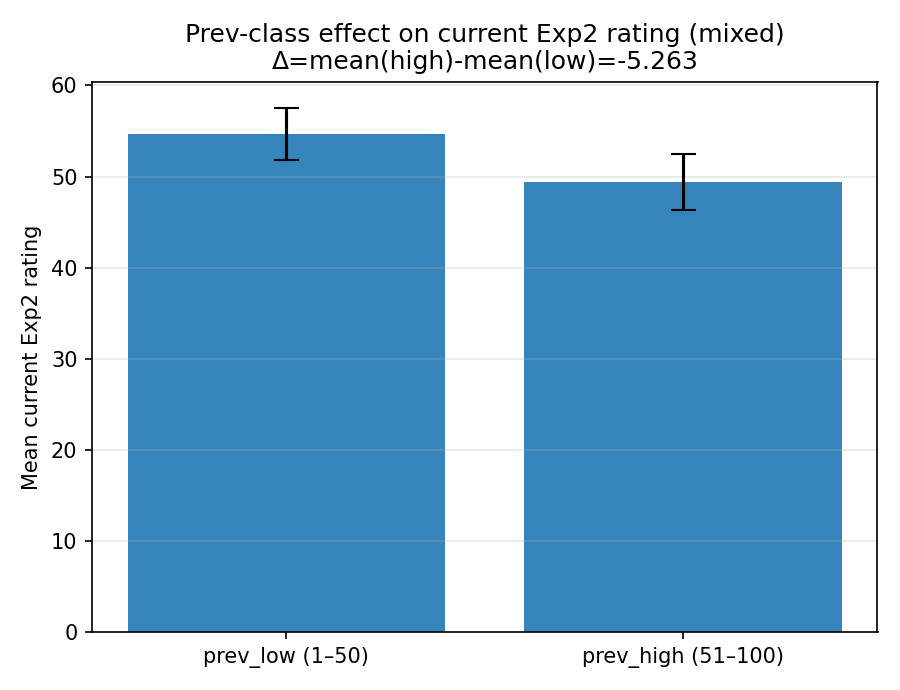 Prev-class effect on current Exp2 rating (mixed)
Δ=mean(high)-mean(low)=-5.263
Mean current Exp2 rating
60
50
40
30
20
10
0
prev_low (1–50)
prev_high (51–100)